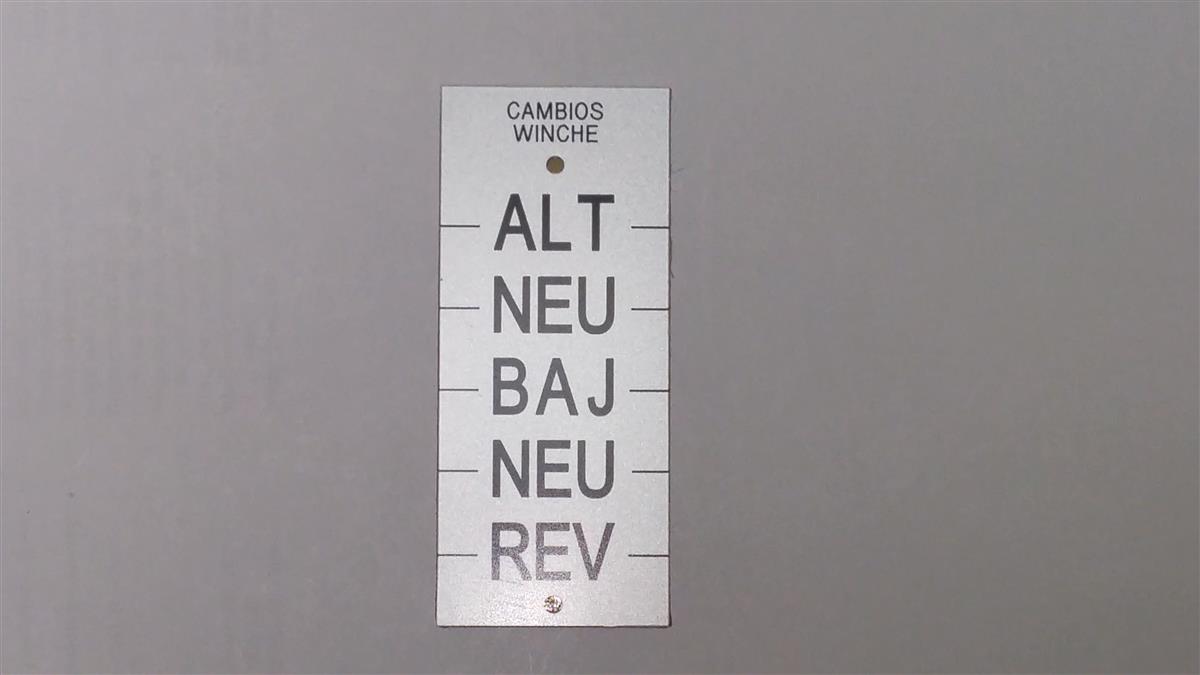 CAMBIOS
WINCHE
ALT
NEU
BAJ
NEU
REV